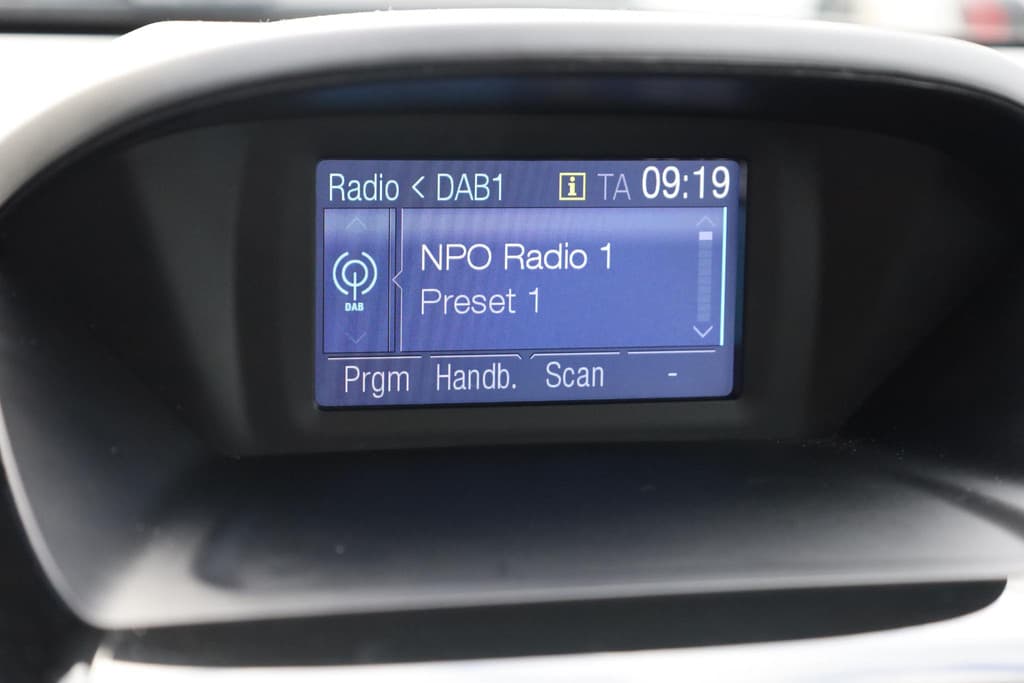 Radio < DAB1 i TA 09:19
DAB
NPO Radio 1
Preset 1
Prgm Handb. Scan -